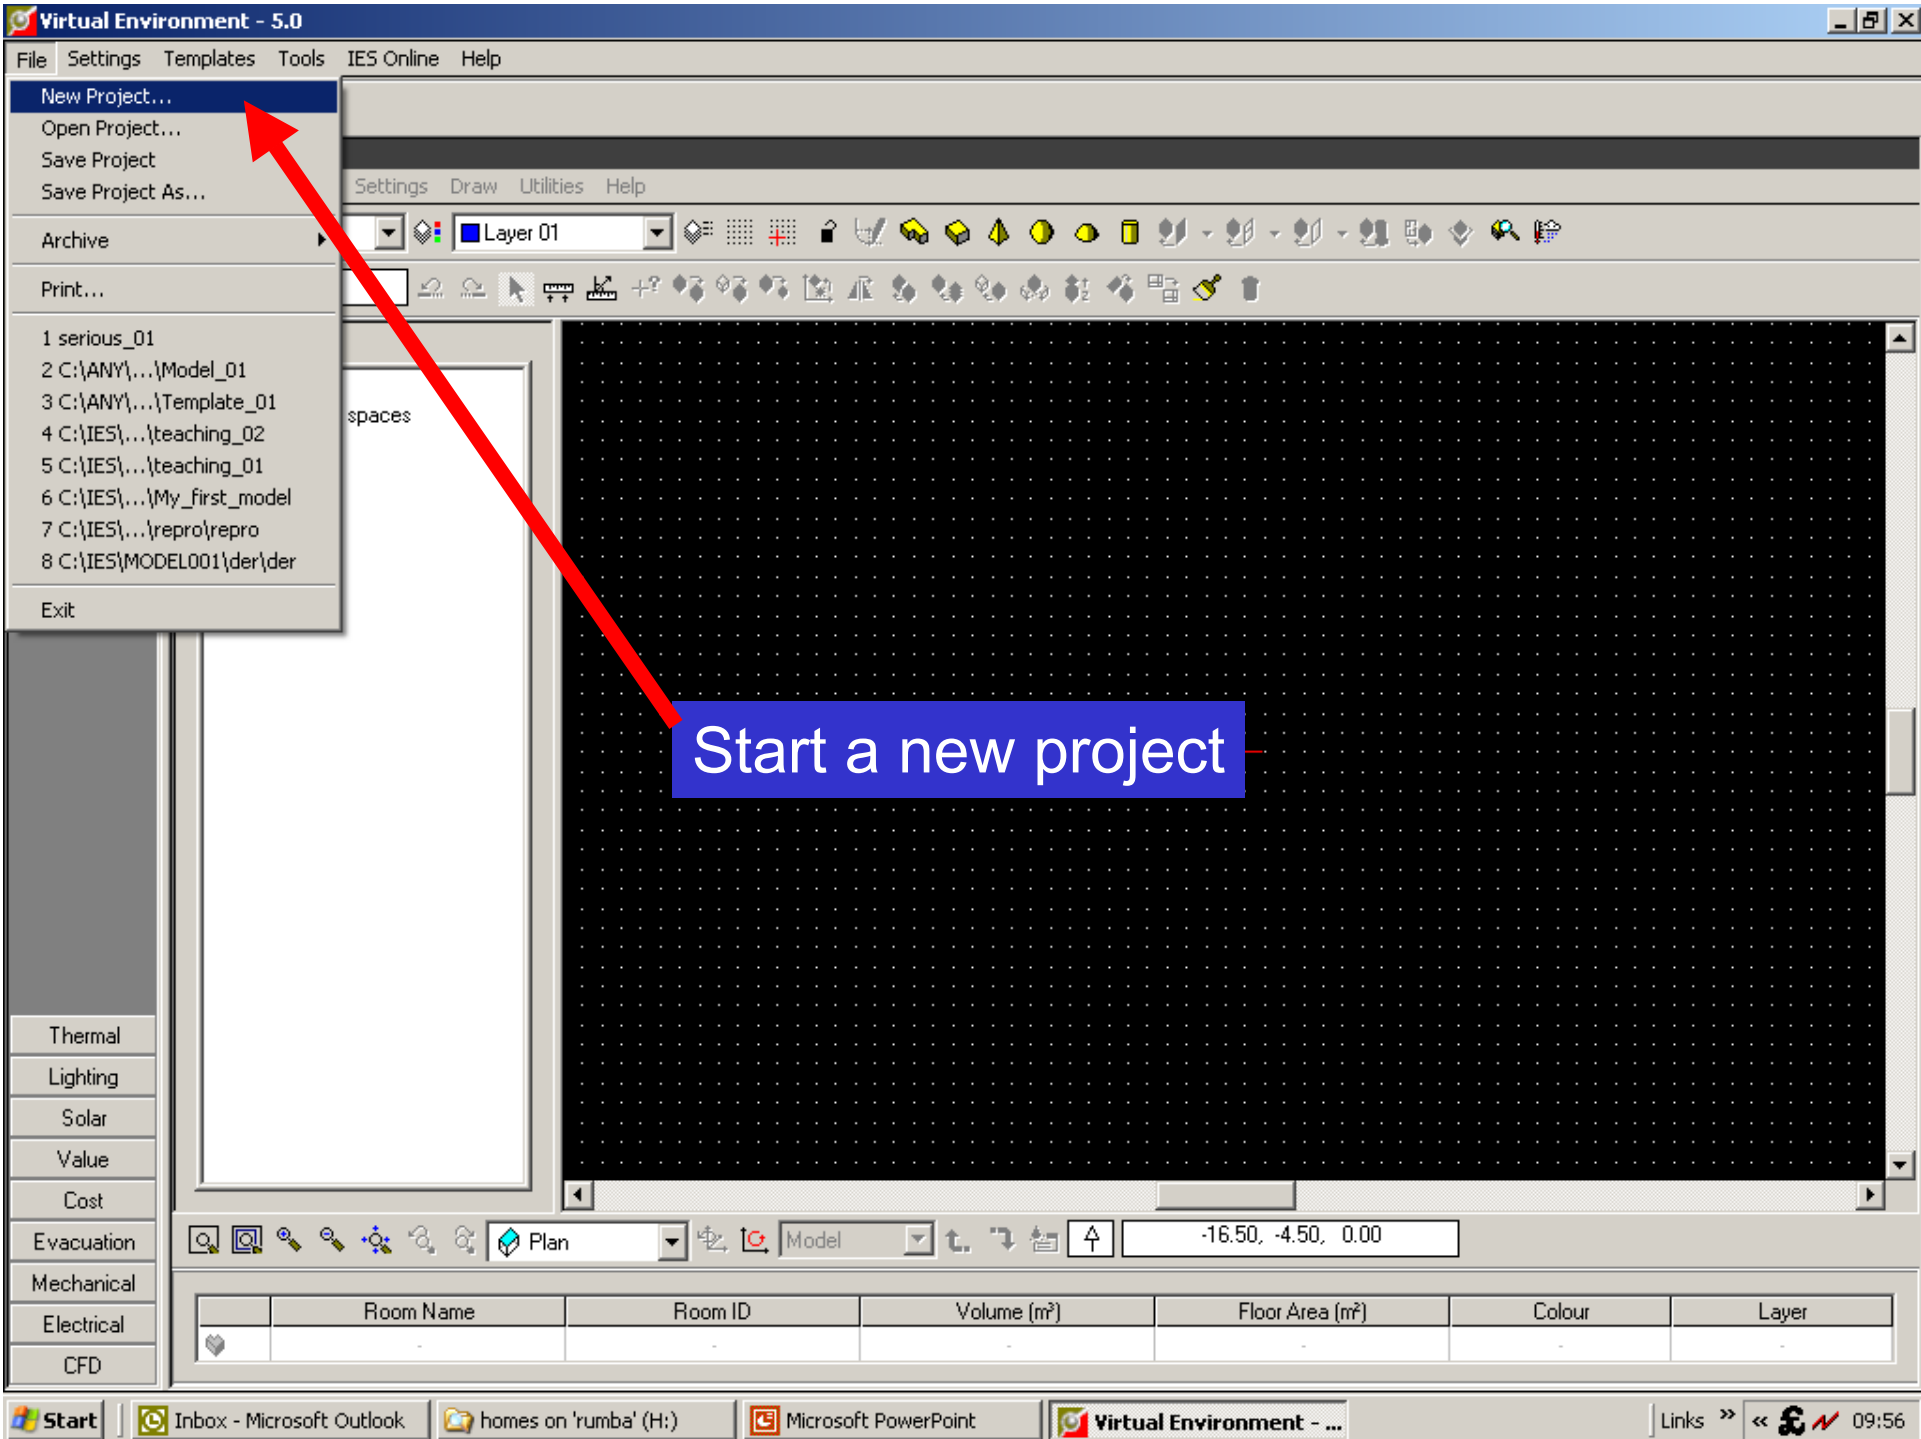 Virtual Environment - 5.0
File Settings Templates Tools IES Online Help
New Project...
Open Project...
Save Project
Save Project As...
Archive
Print...
1 serious_01
2 C:\ANY\...\Model_01
3 C:\ANY\...\Template_01
4 C:\IES\...\teaching_02
5 C:\IES\...\teaching_01
6 C:\IES\...\My_first_model
7 C:\IES\...\repro\repro
8 C:\IES\MODEL001\der\der
Exit
Settings Draw Utilities Help
Layer 01
spaces
Start a new project
Thermal
Lighting
Solar
Value
Cost
Evacuation
Mechanical
Electrical
CFD
Plan
Model
-16.50, -4.50, 0.00
Room Name Room ID Volume (m³) Floor Area (m²) Colour Layer
- - - - - -
Start
Inbox - Microsoft Outlook
homes on 'rumba' (H:)
Microsoft PowerPoint
Virtual Environment - ...
Links » « 09:56